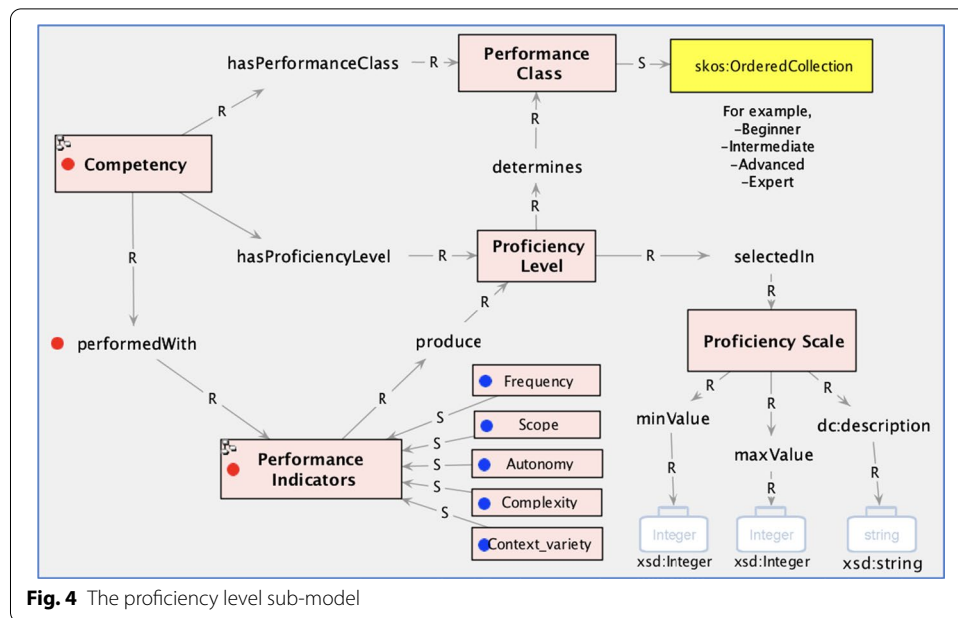 hasPerformanceClass
R
Performance
Class
S
skos:OrderedCollection
R
R
For example,
-Beginner
-Intermediate
-Advanced
-Expert
Competency
determines
R
R
hasProficiencyLevel
R
Proficiency
Level
R
selectedIn
R
R
performedWith
produce
Proficiency Scale
R
R
Frequency
R
R
R
S
Scope
minValue
dc:description
S
Performance
Indicators
S
Autonomy
maxValue
R
R
S
Complexity
R
S
Context_variety
Integer
Integer
string
xsd:Integer
xsd:Integer
xsd:string
Fig. 4 The proficiency level sub-model